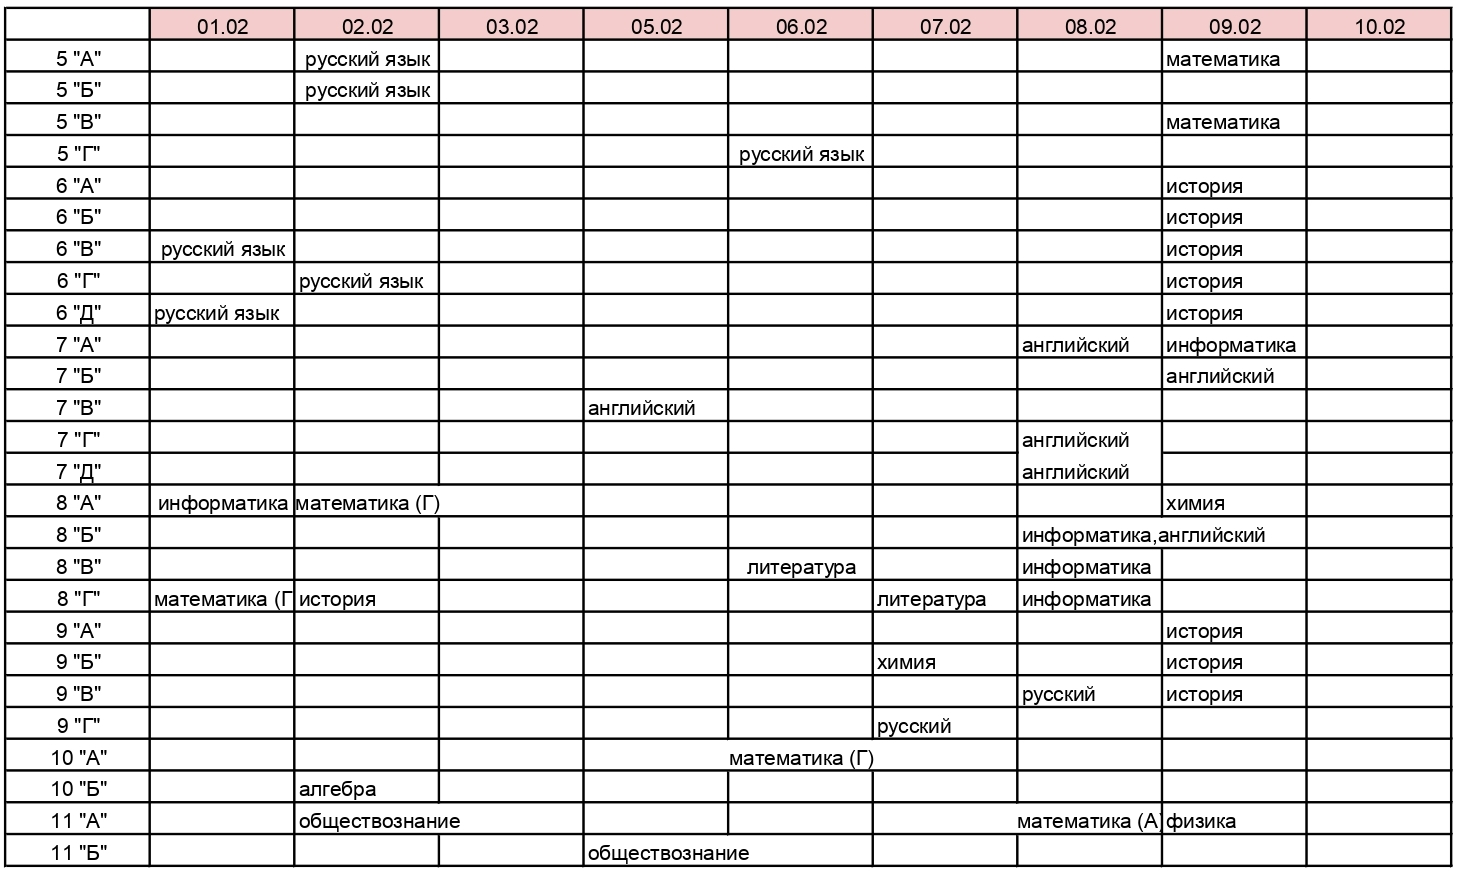 01.02 02.02 03.02 05.02 06.02 07.02 08.02 09.02 10.02
5 "А" русский язык математика
5 "Б" русский язык
5 "В" математика
5 "Г" русский язык
6 "А" история
6 "Б" история
6 "В" русский язык история
6 "Г" русский язык история
6 "Д" русский язык история
7 "А" английский информатика
7 "Б" английский
7 "В" английский
7 "Г" английский
7 "Д" английский
8 "А" информатика математика (Г) химия
8 "Б" информатика,английский
8 "В" литература информатика
8 "Г" математика (Г история литература информатика
9 "А" история
9 "Б" химия история
9 "В" русский история
9 "Г" русский
10 "А" математика (Г)
10 "Б" алгебра
11 "А" обществознание математика (А) физика
11 "Б" обществознание